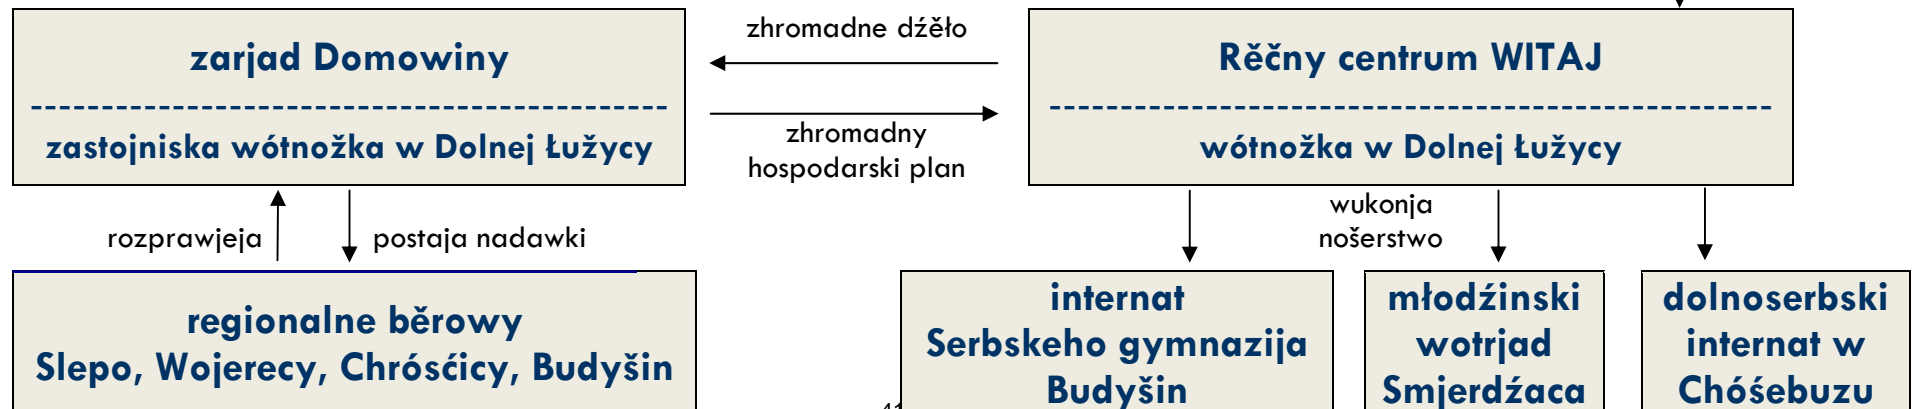 zhromadne dźěło
zarjad Domowiny
zastojniska wótnožka w Dolnej Łužycy
Rěčny centrum WITAJ
wótnožka w Dolnej Łužycy
zhromadny
hospodarski plan
rozprawjeja
postaja nadawki
wukonja
nošerstwo
regionalne běrowy
Slepo, Wojerecy, Chrósćicy, Budyšin
internat
Serbskeho gymnazija
Budyšin
młodźinski
wotrjad
Smjerdźaca
dolnoserbski
internat w
Chóśebuzu